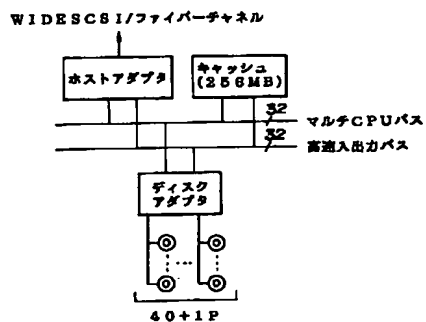 WIDESCSI/ファイバーチャネル
ホストアダプタ
キャッシュ
(256MB)
32
マルチCPUバス
32
高速入出力バス
ディスク
アダプタ
40+1P